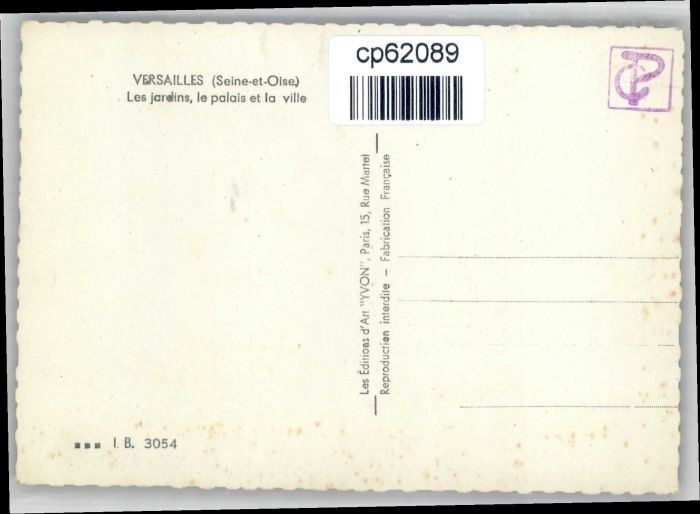 cp62089
VERSAILLES (Seine-et-Oise)
Les jardins, le palais et la ville
Les Éditions d'Art "YVON", Paris, 15, Rue Martel
Reproduction interdite - Fabrication Française
I. B. 3054